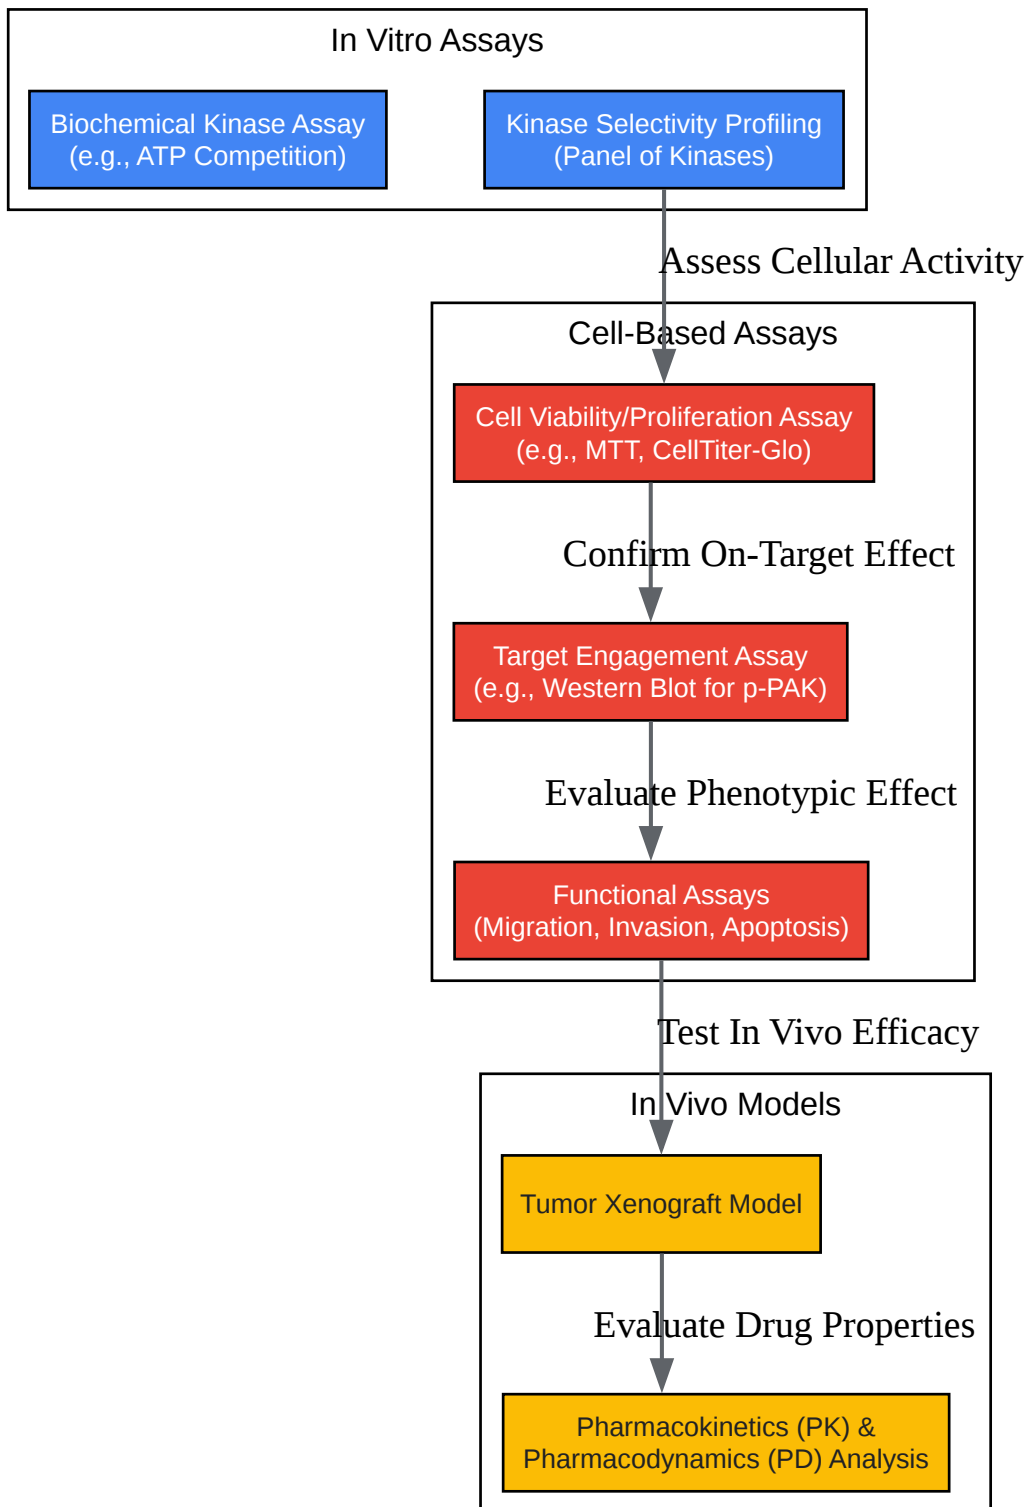 In Vitro Assays
Biochemical Kinase Assay
(e.g., ATP Competition)
Kinase Selectivity Profiling
(Panel of Kinases)
Assess Cellular Activity
Cell-Based Assays
Cell Viability/Proliferation Assay
(e.g., MTT, CellTiter-Glo)
Confirm On-Target Effect
Target Engagement Assay
(e.g., Western Blot for p-PAK)
Evaluate Phenotypic Effect
Functional Assays
(Migration, Invasion, Apoptosis)
Test In Vivo Efficacy
In Vivo Models
Tumor Xenograft Model
Evaluate Drug Properties
Pharmacokinetics (PK) &
Pharmacodynamics (PD) Analysis